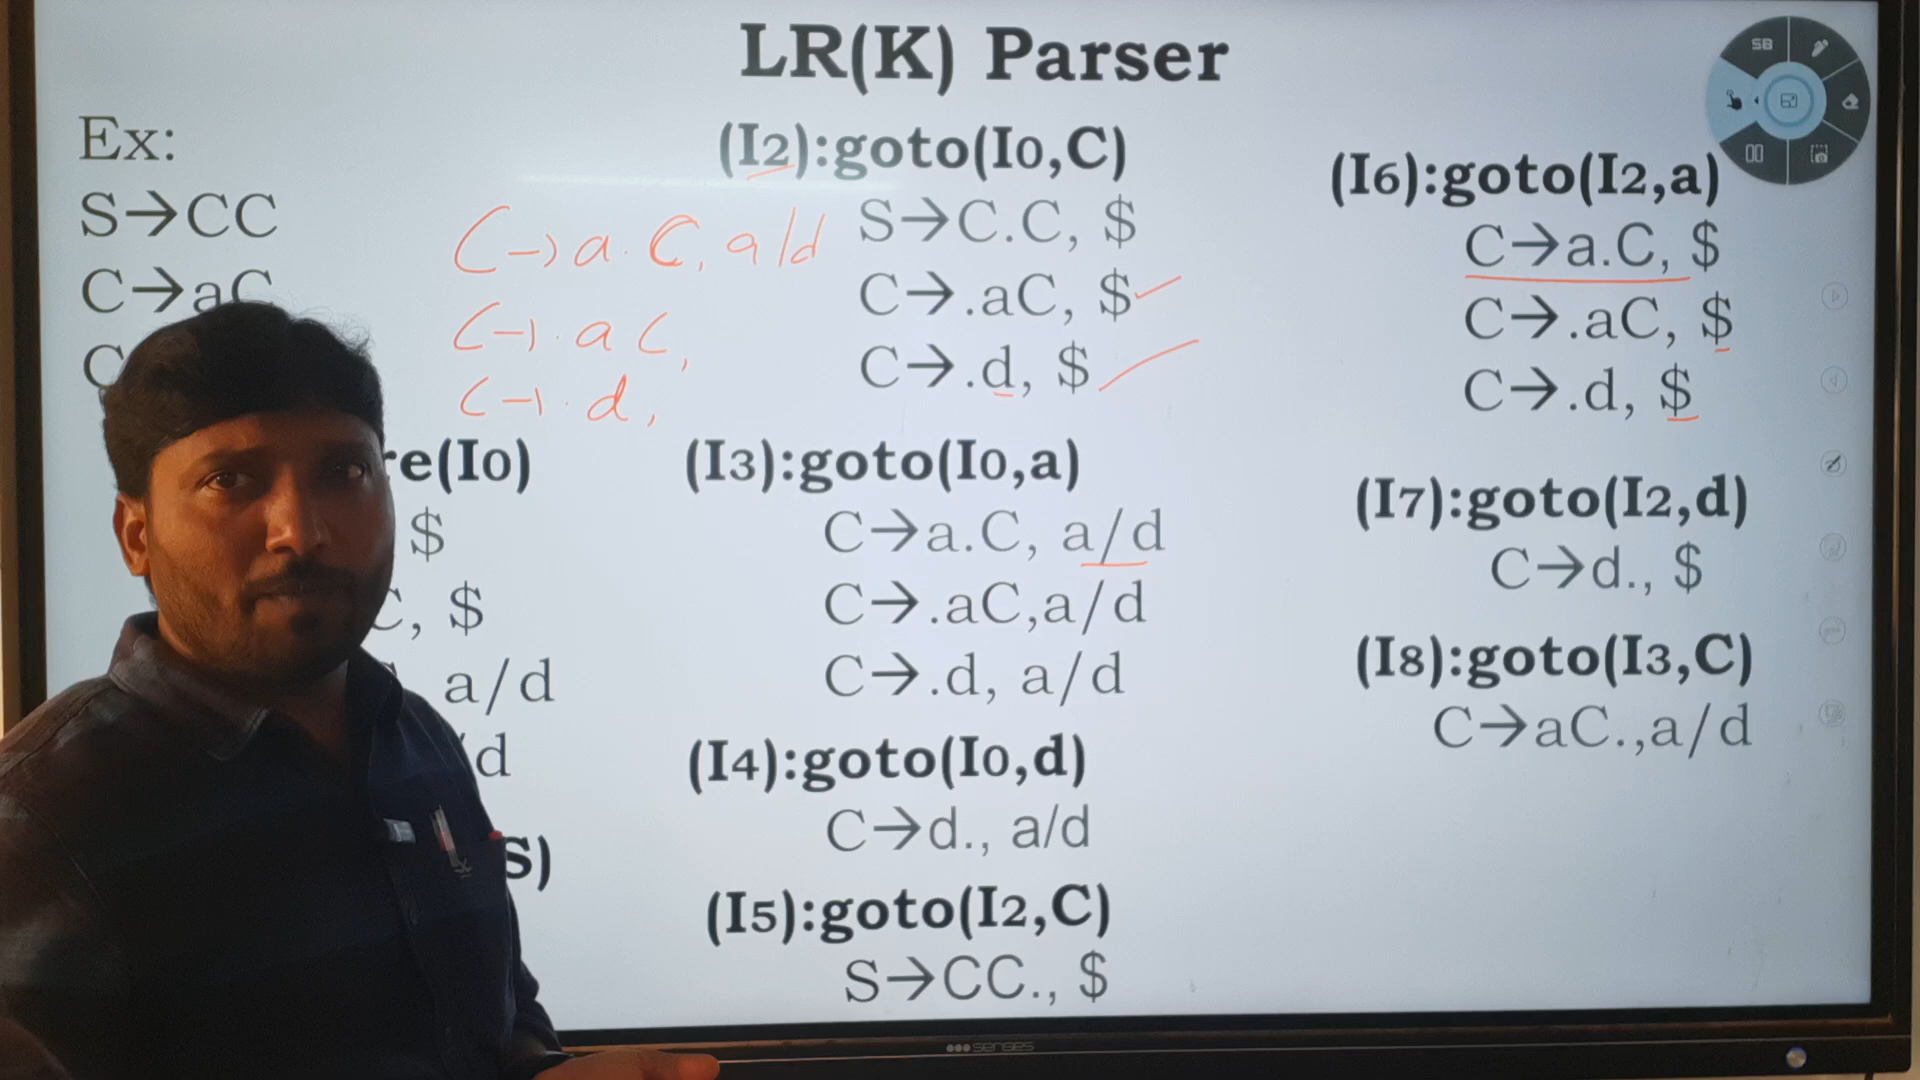 LR(K) Parser
Ex:
S→CC
C→aC
C
re(I0)
$
C, $
a/d
/d
S)
C→a.C, a/d
C→.aC,
C→.d,
(I2):goto(I0,C)
S→C.C, $
C→.aC, $
C→.d, $
(I3):goto(I0,a)
C→a.C, a/d
C→.aC,a/d
C→.d, a/d
(I4):goto(I0,d)
C→d., a/d
(I5):goto(I2,C)
S→CC., $
(I6):goto(I2,a)
C→a.C, $
C→.aC, $
C→.d, $
(I7):goto(I2,d)
C→d., $
(I8):goto(I3,C)
C→aC.,a/d
SB
senses